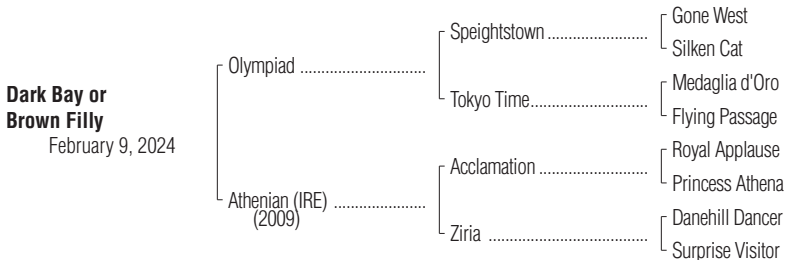 Dark Bay or
Brown Filly
February 9, 2024
Olympiad ............................
Athenian (IRE) ....................
(2009)
Speightstown ......................
Tokyo Time..........................
Acclamation ........................
Ziria ...................................
Gone West
Silken Cat
Medaglia d'Oro
Flying Passage
Royal Applause
Princess Athena
Danehill Dancer
Surprise Visitor